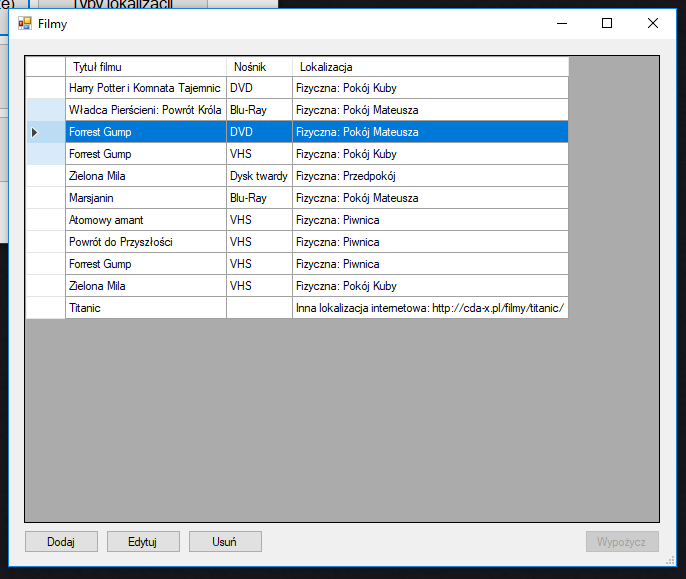 Typy lokalizacji
Filmy
Tytuł filmu Nośnik Lokalizacja
Harry Potter i Komnata Tajemnic DVD Fizyczna: Pokój Kuby
Władca Pierścieni: Powrót Króla Blu-Ray Fizyczna: Pokój Mateusza
Forrest Gump DVD Fizyczna: Pokój Mateusza
Forrest Gump VHS Fizyczna: Pokój Kuby
Zielona Mila Dysk twardy Fizyczna: Przedpokój
Marsjanin Blu-Ray Fizyczna: Pokój Mateusza
Atomowy amant VHS Fizyczna: Piwnica
Powrót do Przyszłości VHS Fizyczna: Piwnica
Forrest Gump VHS Fizyczna: Piwnica
Zielona Mila VHS Fizyczna: Pokój Kuby
Titanic Inna lokalizacja internetowa: http://cda-x.pl/filmy/titanic/
Dodaj Edytuj Usuń Wypożycz